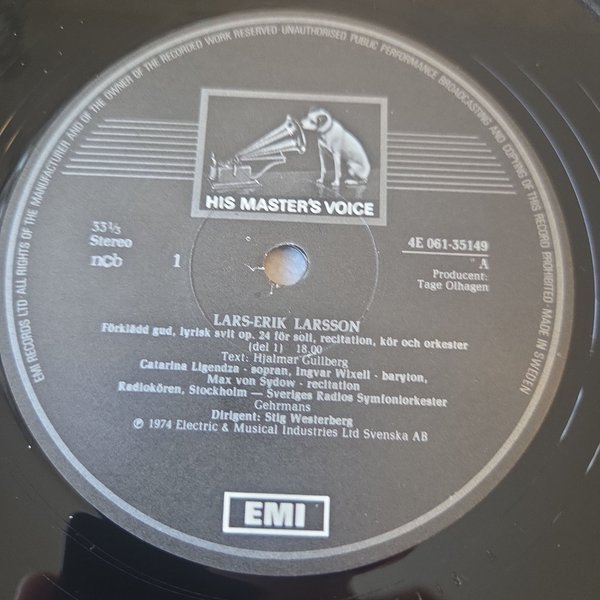 EMI RECORDS LTD ALL RIGHTS OF THE MANUFACTURER AND OF THE OWNER OF THE RECORDED WORK RESERVED UNAUTHORISED PUBLIC PERFORMANCE BROADCASTING AND COPYING OF THIS RECORD PROHIBITED · MADE IN SWEDEN
HIS MASTER'S VOICE
33⅓
Stereo
ncb
1
4E 061-35149
A
Producent:
Tage Olhagen
LARS-ERIK LARSSON
Förklädd gud, lyrisk svit op. 24 för soli, recitation, kör och orkester
(del 1) 18.00
Text: Hjalmar Gullberg
Catarina Ligendza - sopran, Ingvar Wixell - baryton,
Max von Sydow - recitation
Radiokören, Stockholm — Sveriges Radios Symfoniorkester
Gehrmans
Dirigent: Stig Westerberg
℗ 1974 Electric & Musical Industries Ltd Svenska AB
EMI